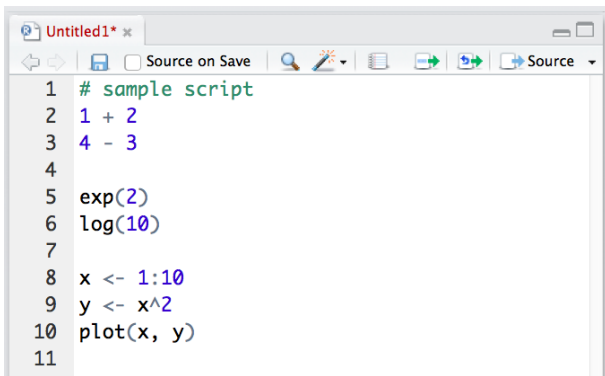 Untitled1*
Source on Save Source
1 # sample script
2 1 + 2
3 4 - 3
4
5 exp(2)
6 log(10)
7
8 x <- 1:10
9 y <- x^2
10 plot(x, y)
11